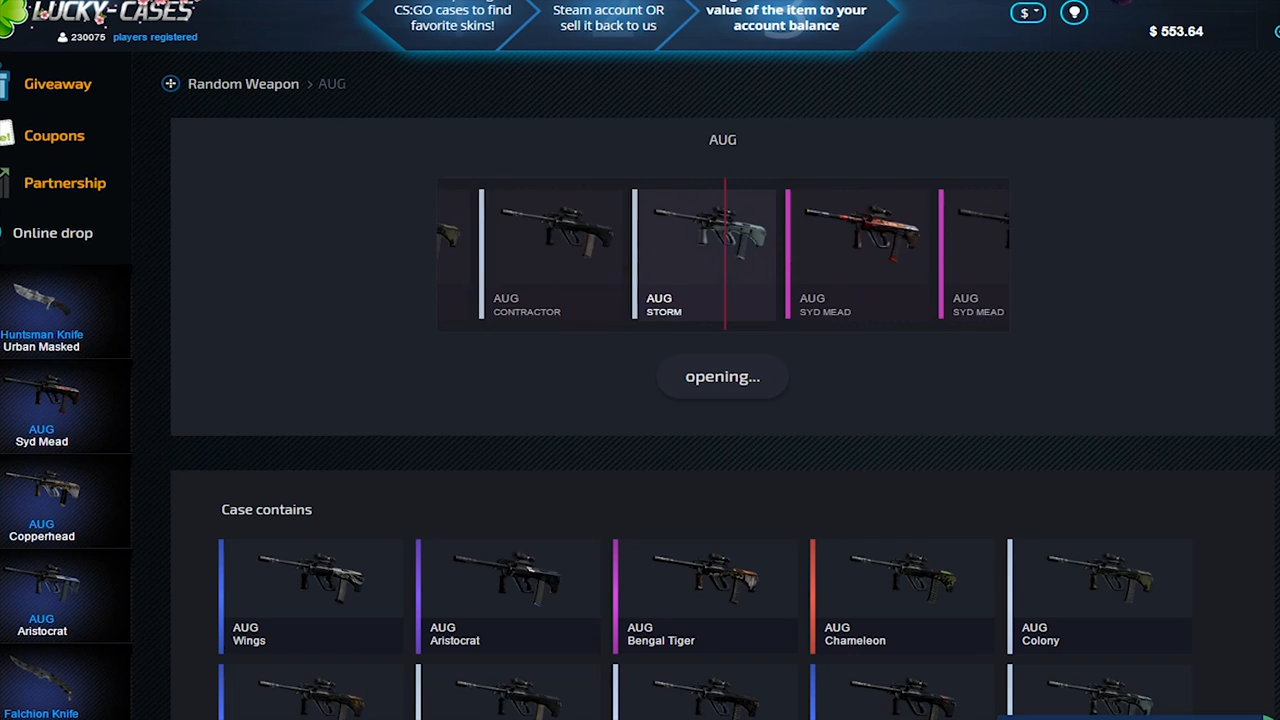 LUCKY-CASES
230075 players registered
CS:GO cases to find
favorite skins!
Steam account OR
sell it back to us
value of the item to your
account balance
$
$ 553.64
Giveaway
Coupons
Partnership
Online drop
Huntsman Knife
Urban Masked
AUG
Syd Mead
AUG
Copperhead
AUG
Aristocrat
Falchion Knife
Random Weapon > AUG
AUG
AUG
CONTRACTOR
AUG
STORM
AUG
SYD MEAD
AUG
SYD MEAD
opening...
Case contains
AUG
Wings
AUG
Aristocrat
AUG
Bengal Tiger
AUG
Chameleon
AUG
Colony